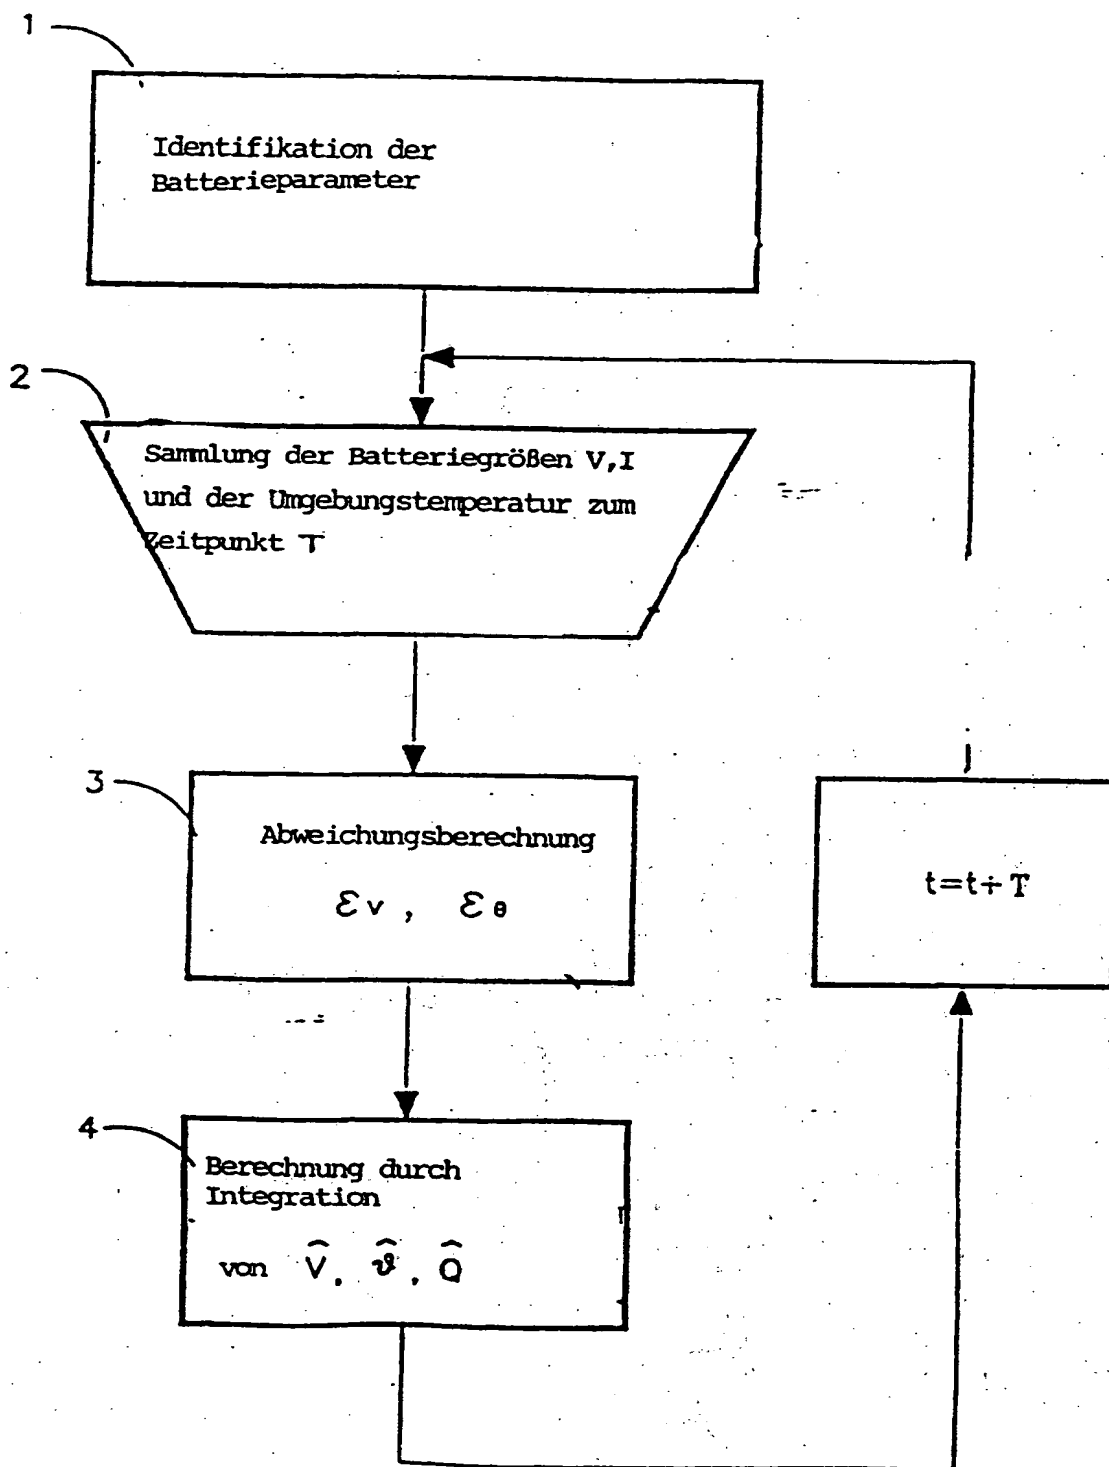 1
Identifikation der
Batterieparameter
2
Sammlung der Batteriegrößen V,I
und der Umgebungstemperatur zum
Zeitpunkt T
3
Abweichungsberechnung
εv , εθ
t=t+T
4
Berechnung durch
Integration
von V̂, ϑ̂, Q̂